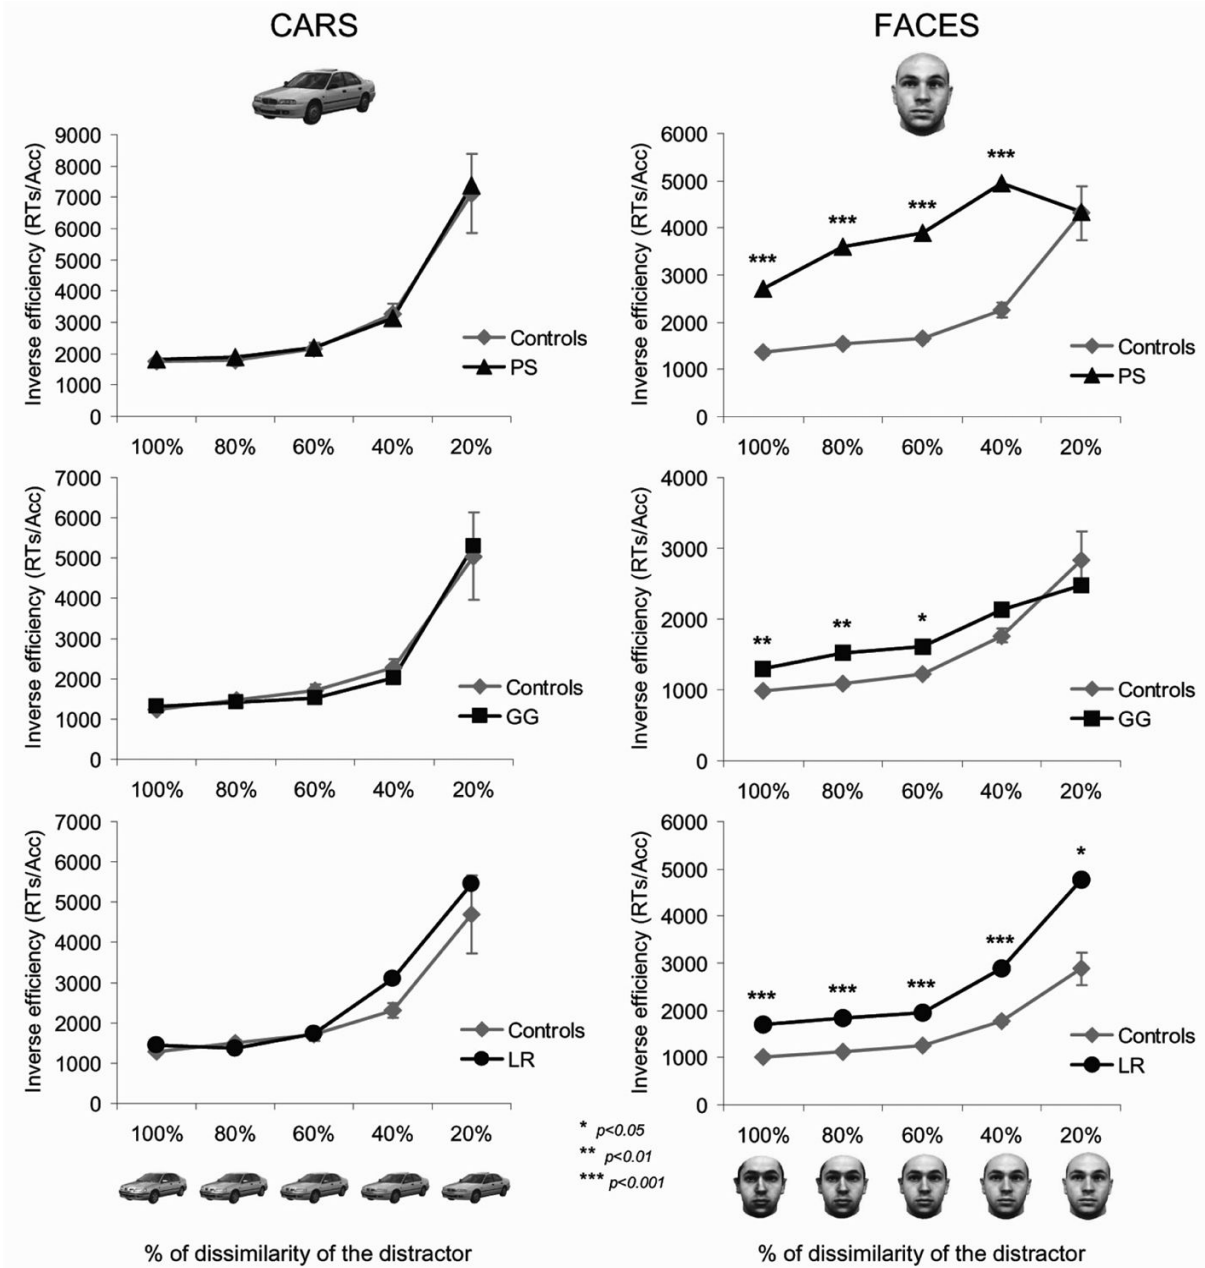 CARS
FACES
Inverse efficiency (RTs/Acc)
9000
8000
7000
6000
5000
4000
3000
2000
1000
0
100% 80% 60% 40% 20%
Controls
PS
Inverse efficiency (RTs/Acc)
6000
5000
4000
3000
2000
1000
0
***
***
***
***
100% 80% 60% 40% 20%
Controls
PS
Inverse efficiency (RTs/Acc)
7000
6000
5000
4000
3000
2000
1000
0
100% 80% 60% 40% 20%
Controls
GG
Inverse efficiency (RTs/Acc)
4000
3000
2000
1000
0
**
**
*
100% 80% 60% 40% 20%
Controls
GG
Inverse efficiency (RTs/Acc)
7000
6000
5000
4000
3000
2000
1000
0
100% 80% 60% 40% 20%
Controls
LR
Inverse efficiency (RTs/Acc)
6000
5000
4000
3000
2000
1000
0
***
***
***
***
*
100% 80% 60% 40% 20%
Controls
LR
* p<0.05
** p<0.01
*** p<0.001
% of dissimilarity of the distractor
% of dissimilarity of the distractor